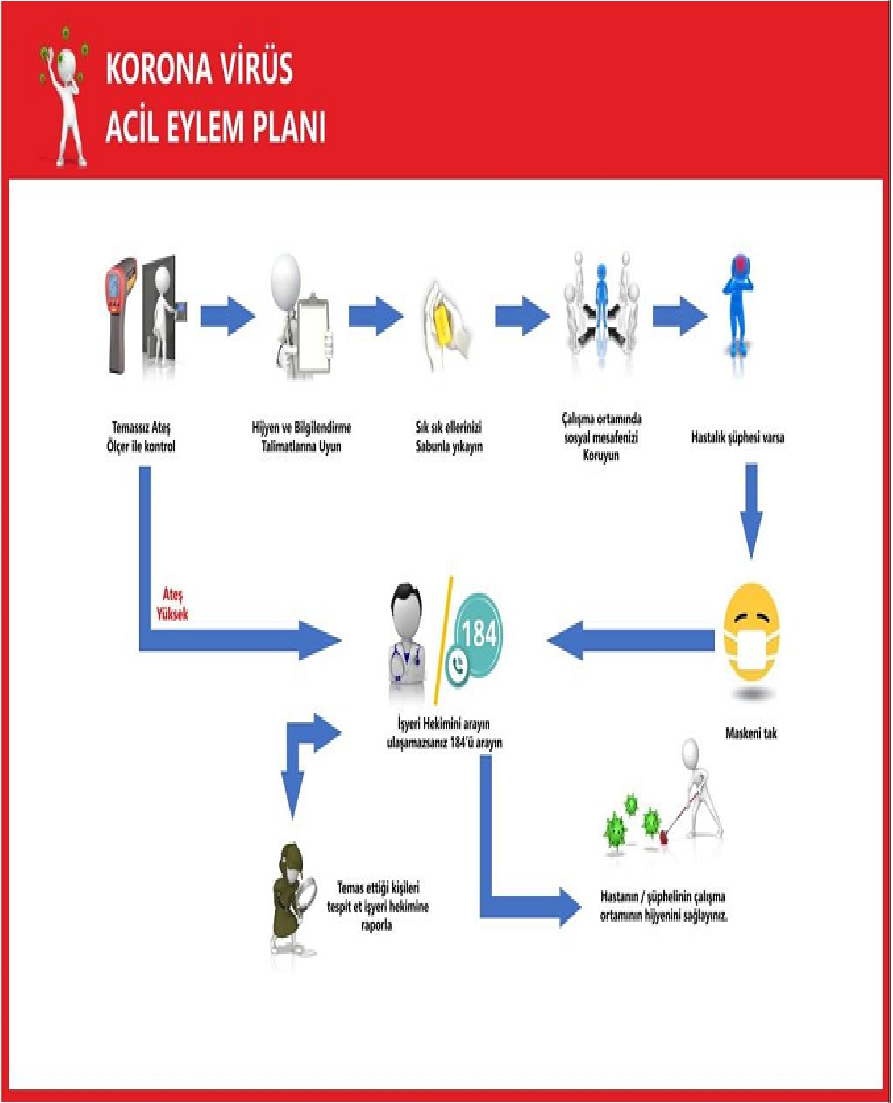 KORONA VİRÜS
ACİL EYLEM PLANI
Temassız Ateş
Ölçer ile kontrol
Hijyen ve Bilgilendirme
Talimatlarına Uyun
Sık sık ellerinizi
Sabunla yıkayın
Çalışma ortamında
sosyal mesafenizi
Koruyun
Hastalık şüphesi varsa
Ateş
Yüksek
184
İşyeri Hekimini arayın
ulaşamazsanız 184'ü arayın
Maskeni tak
Temas ettiği kişileri
tespit et işyeri hekimine
raporla
Hastanın / şüphelinin çalışma
ortamının hijyenini sağlayınız.